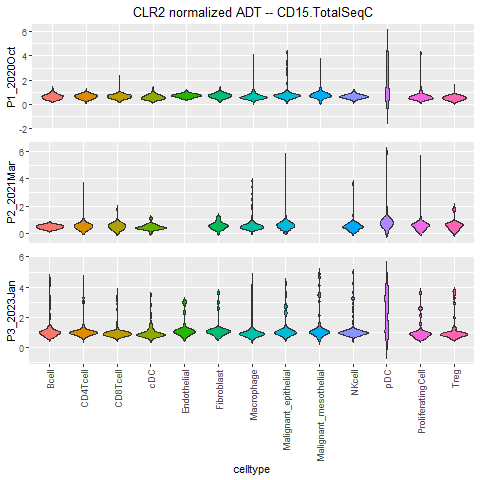 CLR2 normalized ADT -- CD15.TotalSeqC
P1_2020Oct
6
4
2
0
-2
P2_2021Mar
6
4
2
0
P3_2023Jan
6
4
2
0
Bcell
CD4Tcell
CD8Tcell
cDC
Endothelial
Fibroblast
Macrophage
Malignant_epithelial
Malignant_mesothelial
NKcell
pDC
ProliferatingCell
Treg
celltype